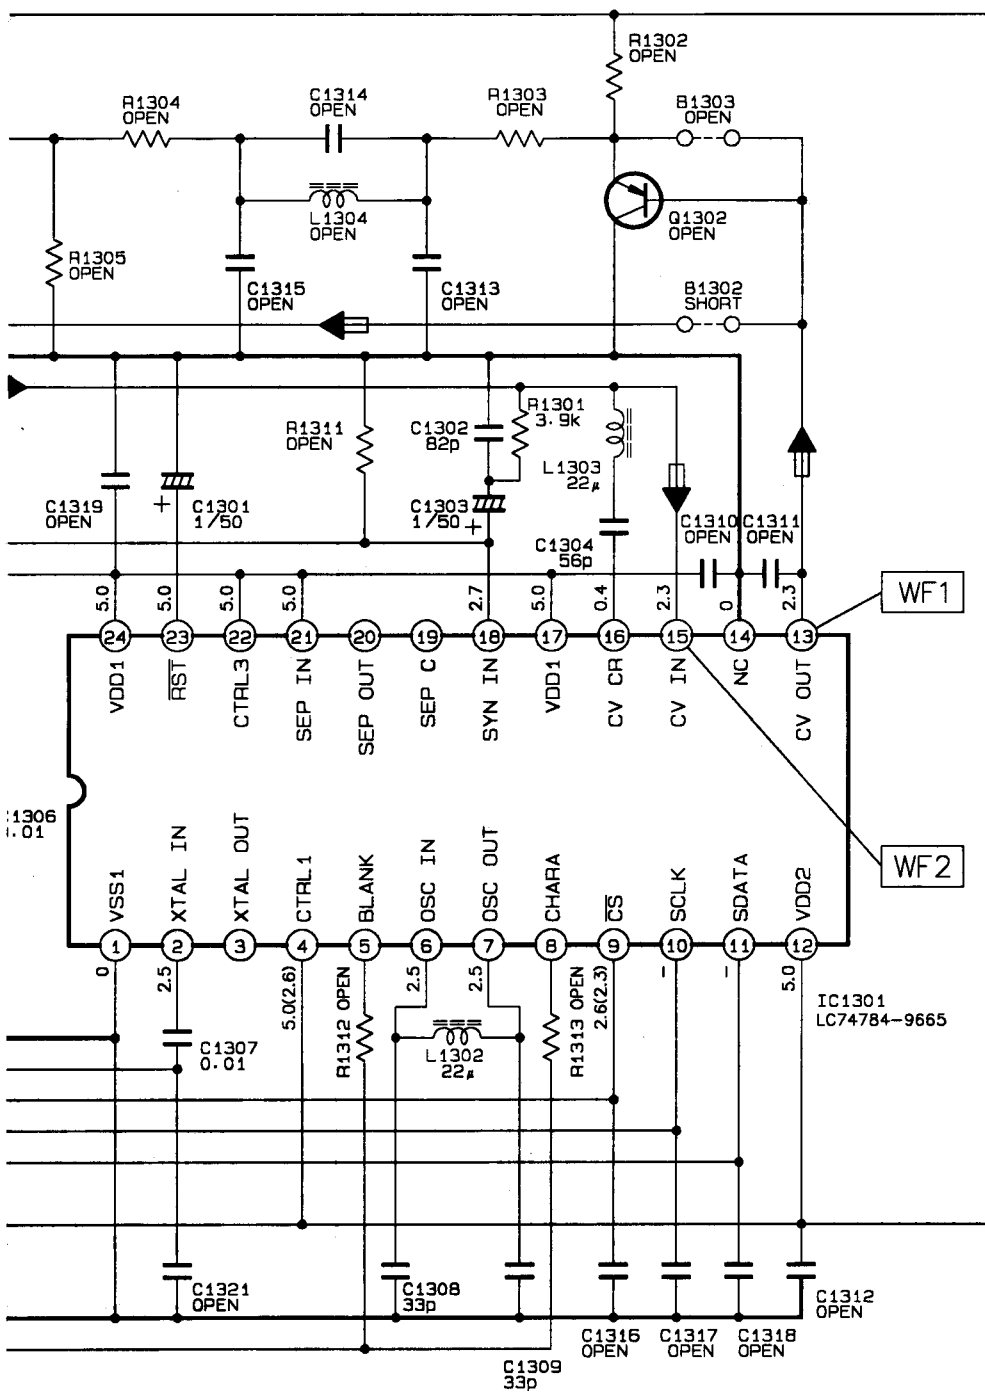 R1302
OPEN
R1304
OPEN
C1314
OPEN
R1303
OPEN
B1303
OPEN
L1304
OPEN
Q1302
OPEN
R1305
OPEN
C1315
OPEN
C1313
OPEN
B1302
SHORT
R1311
OPEN
C1302
82p
R1301
3.9k
L1303
22μ
C1319
OPEN
+
C1301
1/50
C1303
1/50
+
C1304
56p
C1310
OPEN
C1311
OPEN
5.0
5.0
5.0
5.0
2.7
5.0
0.4
2.3
0
2.3
WF1
24
23
22
21
20
19
18
17
16
15
14
13
VDD1
RST
CTRL3
SEP IN
SEP OUT
SEP C
SYN IN
VDD1
CV CR
CV IN
NC
CV OUT
1306
.01
WF2
VSS1
XTAL IN
XTAL OUT
CTRL1
BLANK
OSC IN
OSC OUT
CHARA
CS
SCLK
SDATA
VDD2
1
2
3
4
5
6
7
8
9
10
11
12
0
2.5
5.0(2.6)
R1312 OPEN
2.5
2.5
R1313 OPEN
2.6(2.3)
-
-
5.0
IC1301
LC74784-9665
C1307
0.01
L1302
22μ
C1321
OPEN
C1308
33p
C1309
33p
C1316
OPEN
C1317
OPEN
C1318
OPEN
C1312
OPEN